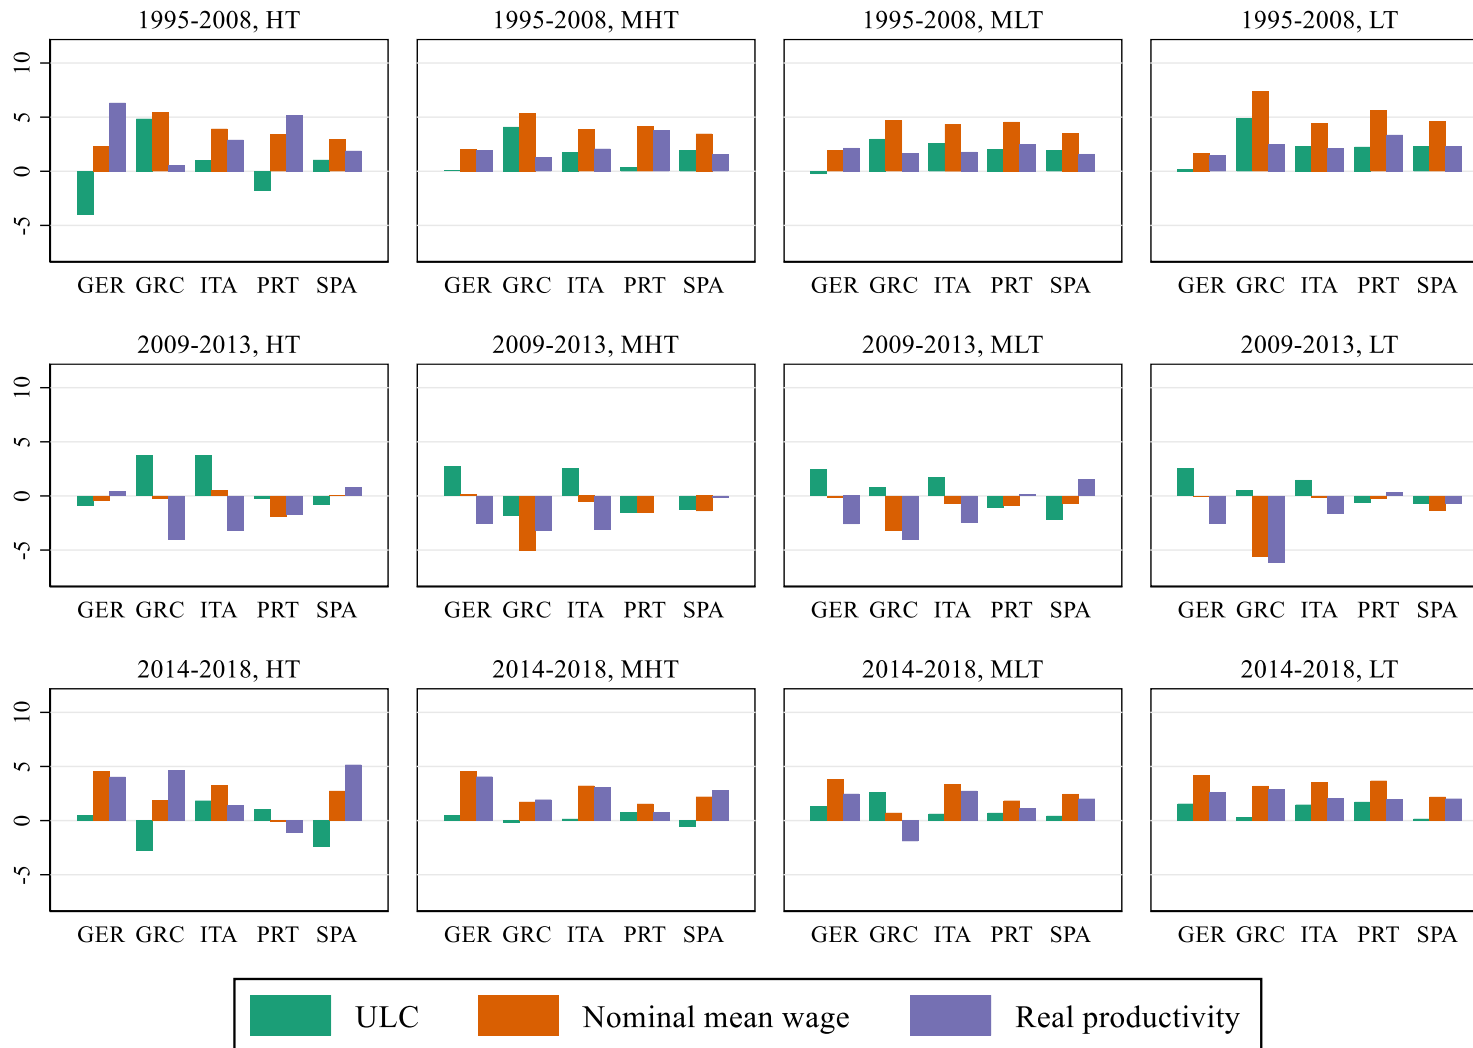 1995-2008, HT
1995-2008, MHT
1995-2008, MLT
1995-2008, LT
10
5
0
-5
GER GRC ITA PRT SPA
GER GRC ITA PRT SPA
GER GRC ITA PRT SPA
GER GRC ITA PRT SPA
2009-2013, HT
2009-2013, MHT
2009-2013, MLT
2009-2013, LT
10
5
0
-5
GER GRC ITA PRT SPA
GER GRC ITA PRT SPA
GER GRC ITA PRT SPA
GER GRC ITA PRT SPA
2014-2018, HT
2014-2018, MHT
2014-2018, MLT
2014-2018, LT
10
5
0
-5
GER GRC ITA PRT SPA
GER GRC ITA PRT SPA
GER GRC ITA PRT SPA
GER GRC ITA PRT SPA
ULC
Nominal mean wage
Real productivity